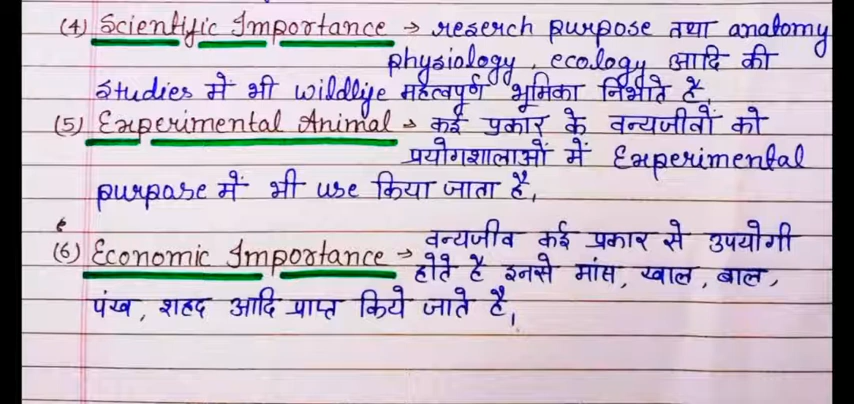 (4) Scientific Importance → reserch purpose तथा anatomy
physiology, ecology आदि की
studies में भी wildlife महत्वपूर्ण भूमिका निभाते है,
(5) Experimental Animal → कई प्रकार के वन्यजीवों को
प्रयोगशालाओं में Experimental
purpose में भी use किया जाता है,
(6) Economic Importance → वन्यजीव कई प्रकार से उपयोगी
होते है इनसे मांस, खाल, बाल,
पंख, शहद आदि प्राप्त किये जाते है,